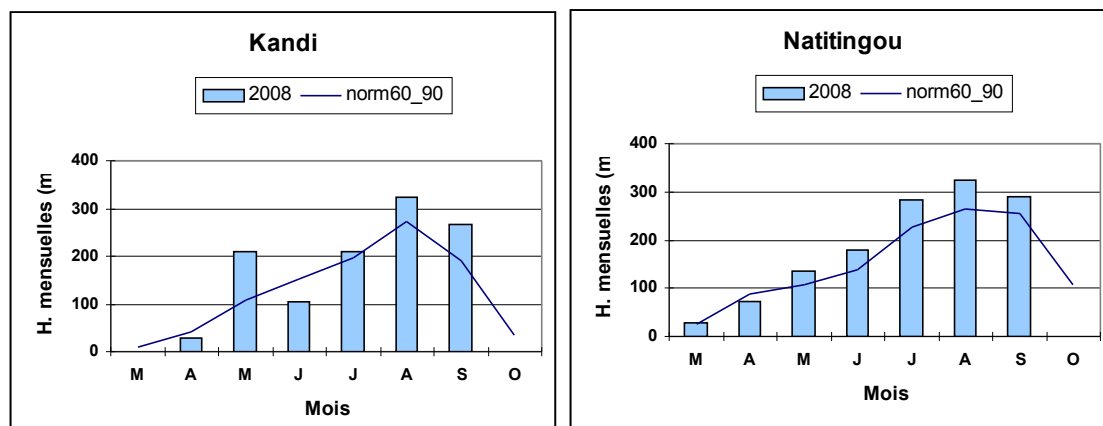 Kandi
2008 norm60_90
H. mensuelles (m
400
300
200
100
0
M A M J J A S O
Mois
Natitingou
2008 norm60_90
H. mensuelles (m
400
300
200
100
0
M A M J J A S O
Mois